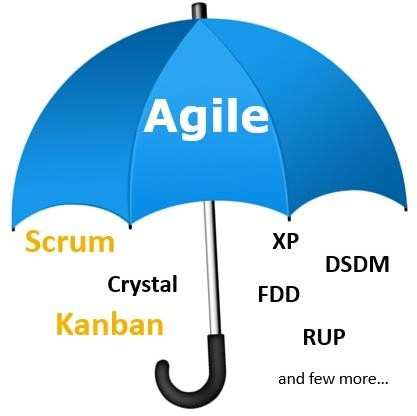 Agile
Scrum
XP
DSDM
Crystal
FDD
Kanban
RUP
and few more...